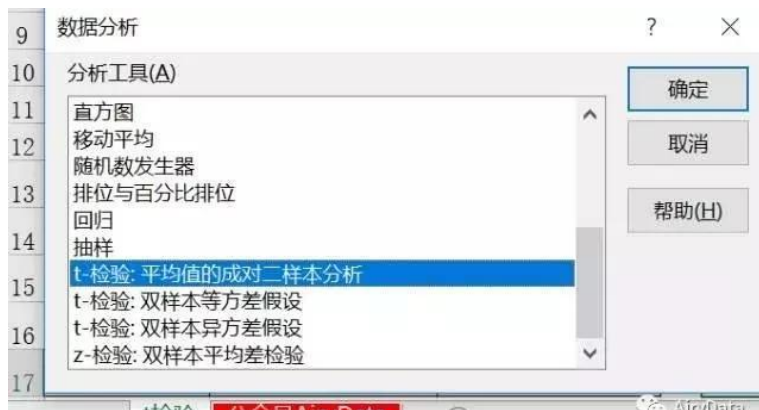 数据分析
?
9
10
11
12
13
14
15
16
17
分析工具(A)
直方图
移动平均
随机数发生器
排位与百分比排位
回归
抽样
t-检验: 平均值的成对二样本分析
t-检验: 双样本等方差假设
t-检验: 双样本异方差假设
z-检验: 双样本平均差检验
确定
取消
帮助(H)